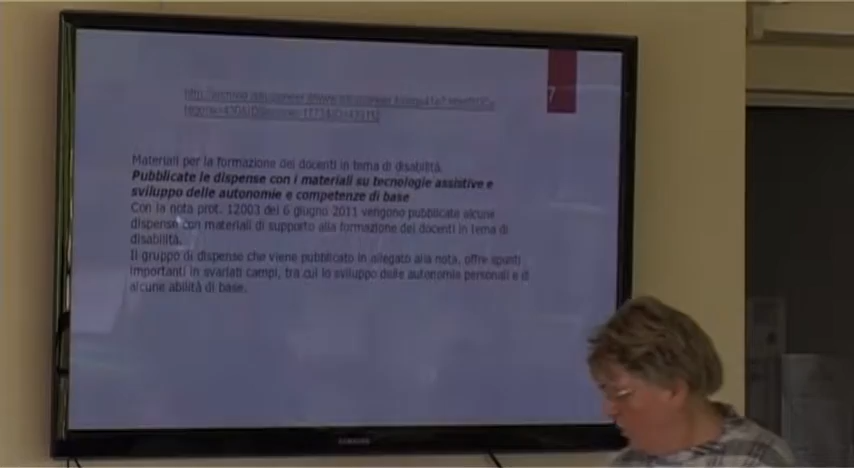 7
Materiali per la formazione dei docenti in tema di disabilità.
Pubblicate le dispense con i materiali su tecnologie assistive e
sviluppo delle autonomie e competenze di base
Con la nota prot. 12003 del 6 giugno 2011 vengono pubblicate alcune
dispense con materiali di supporto alla formazione dei docenti in tema di
disabilità.
Il gruppo di dispense che viene pubblicato in allegato alla nota, offre spunti
importanti in svariati campi, tra cui lo sviluppo delle autonomie personali e di
alcune abilità di base.
SAMSUNG